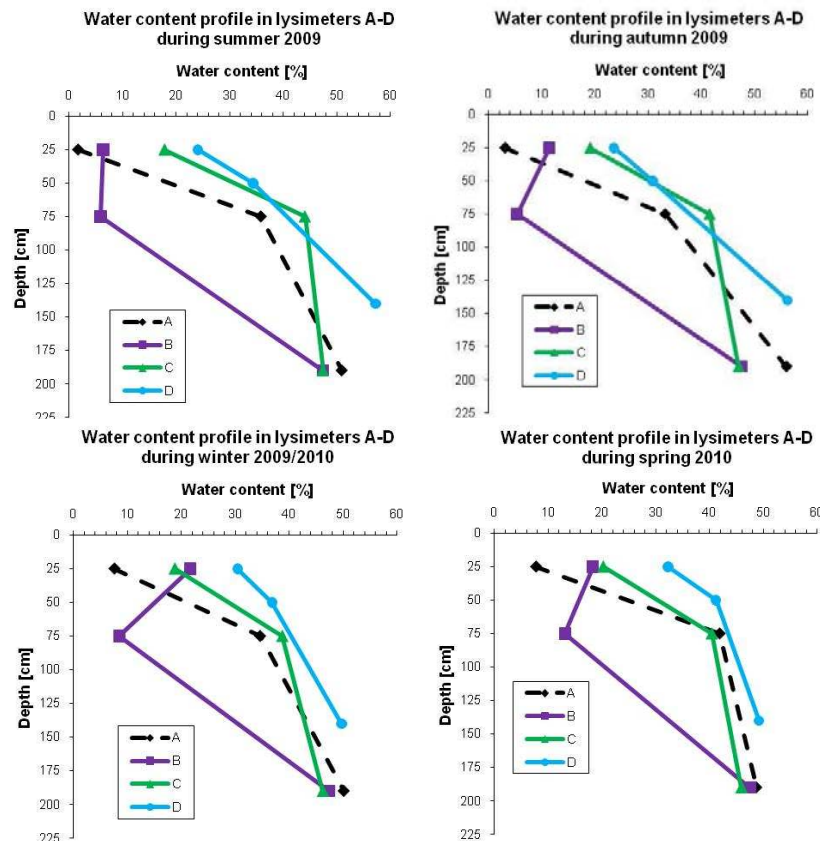 Water content profile in lysimeters A-D
during summer 2009
Water content [%]
0 10 20 30 40 50 60
0
25
50
75
100
125
150
175
200
225
Depth [cm]
A
B
C
D
Water content profile in lysimeters A-D
during autumn 2009
Water content [%]
0 10 20 30 40 50 60
0
25
50
75
100
125
150
175
200
225
Depth [cm]
A
B
C
D
Water content profile in lysimeters A-D
during winter 2009/2010
Water content [%]
0 10 20 30 40 50 60
0
25
50
75
100
125
150
175
200
225
Depth [cm]
A
B
C
D
Water content profile in lysimeters A-D
during spring 2010
Water content [%]
0 10 20 30 40 50 60
0
25
50
75
100
125
150
175
200
225
Depth [cm]
A
B
C
D